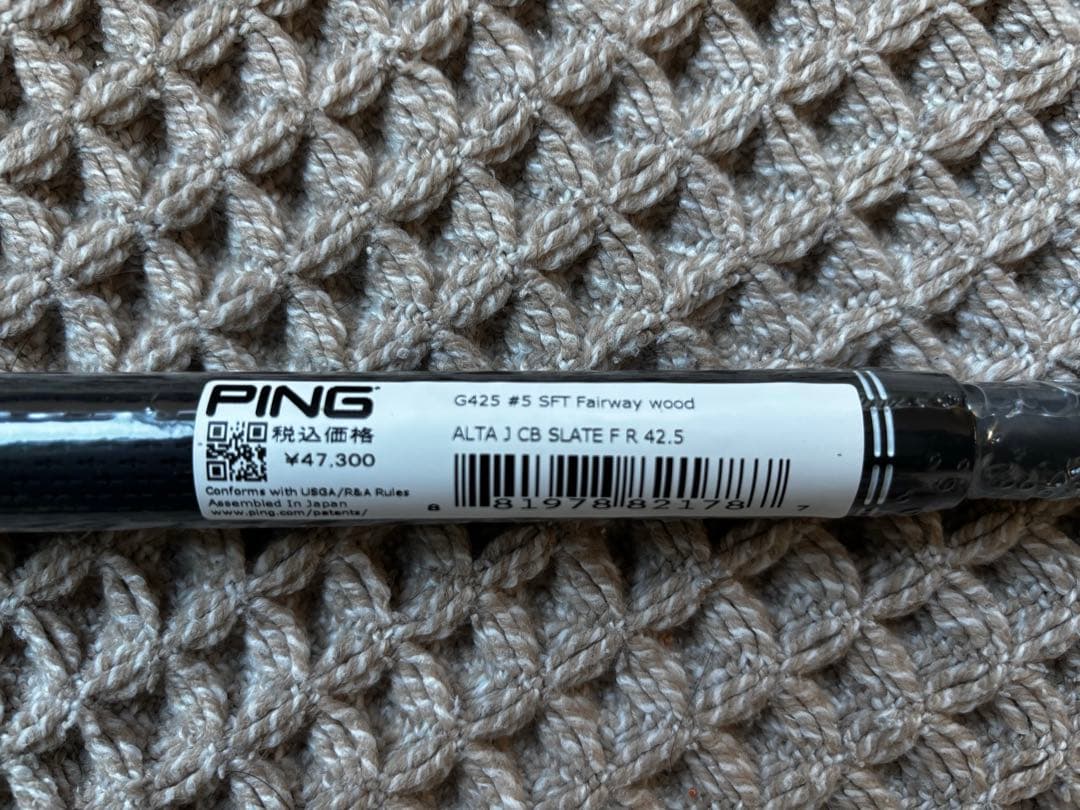 PING
税込価格
¥47,300
Conforms with USGA/R&A Rules
Assembled In Japan
www.ping.com/patents/
G425 #5 SFT Fairway wood
ALTA J CB SLATE F R 42.5
8 81978 82178 7